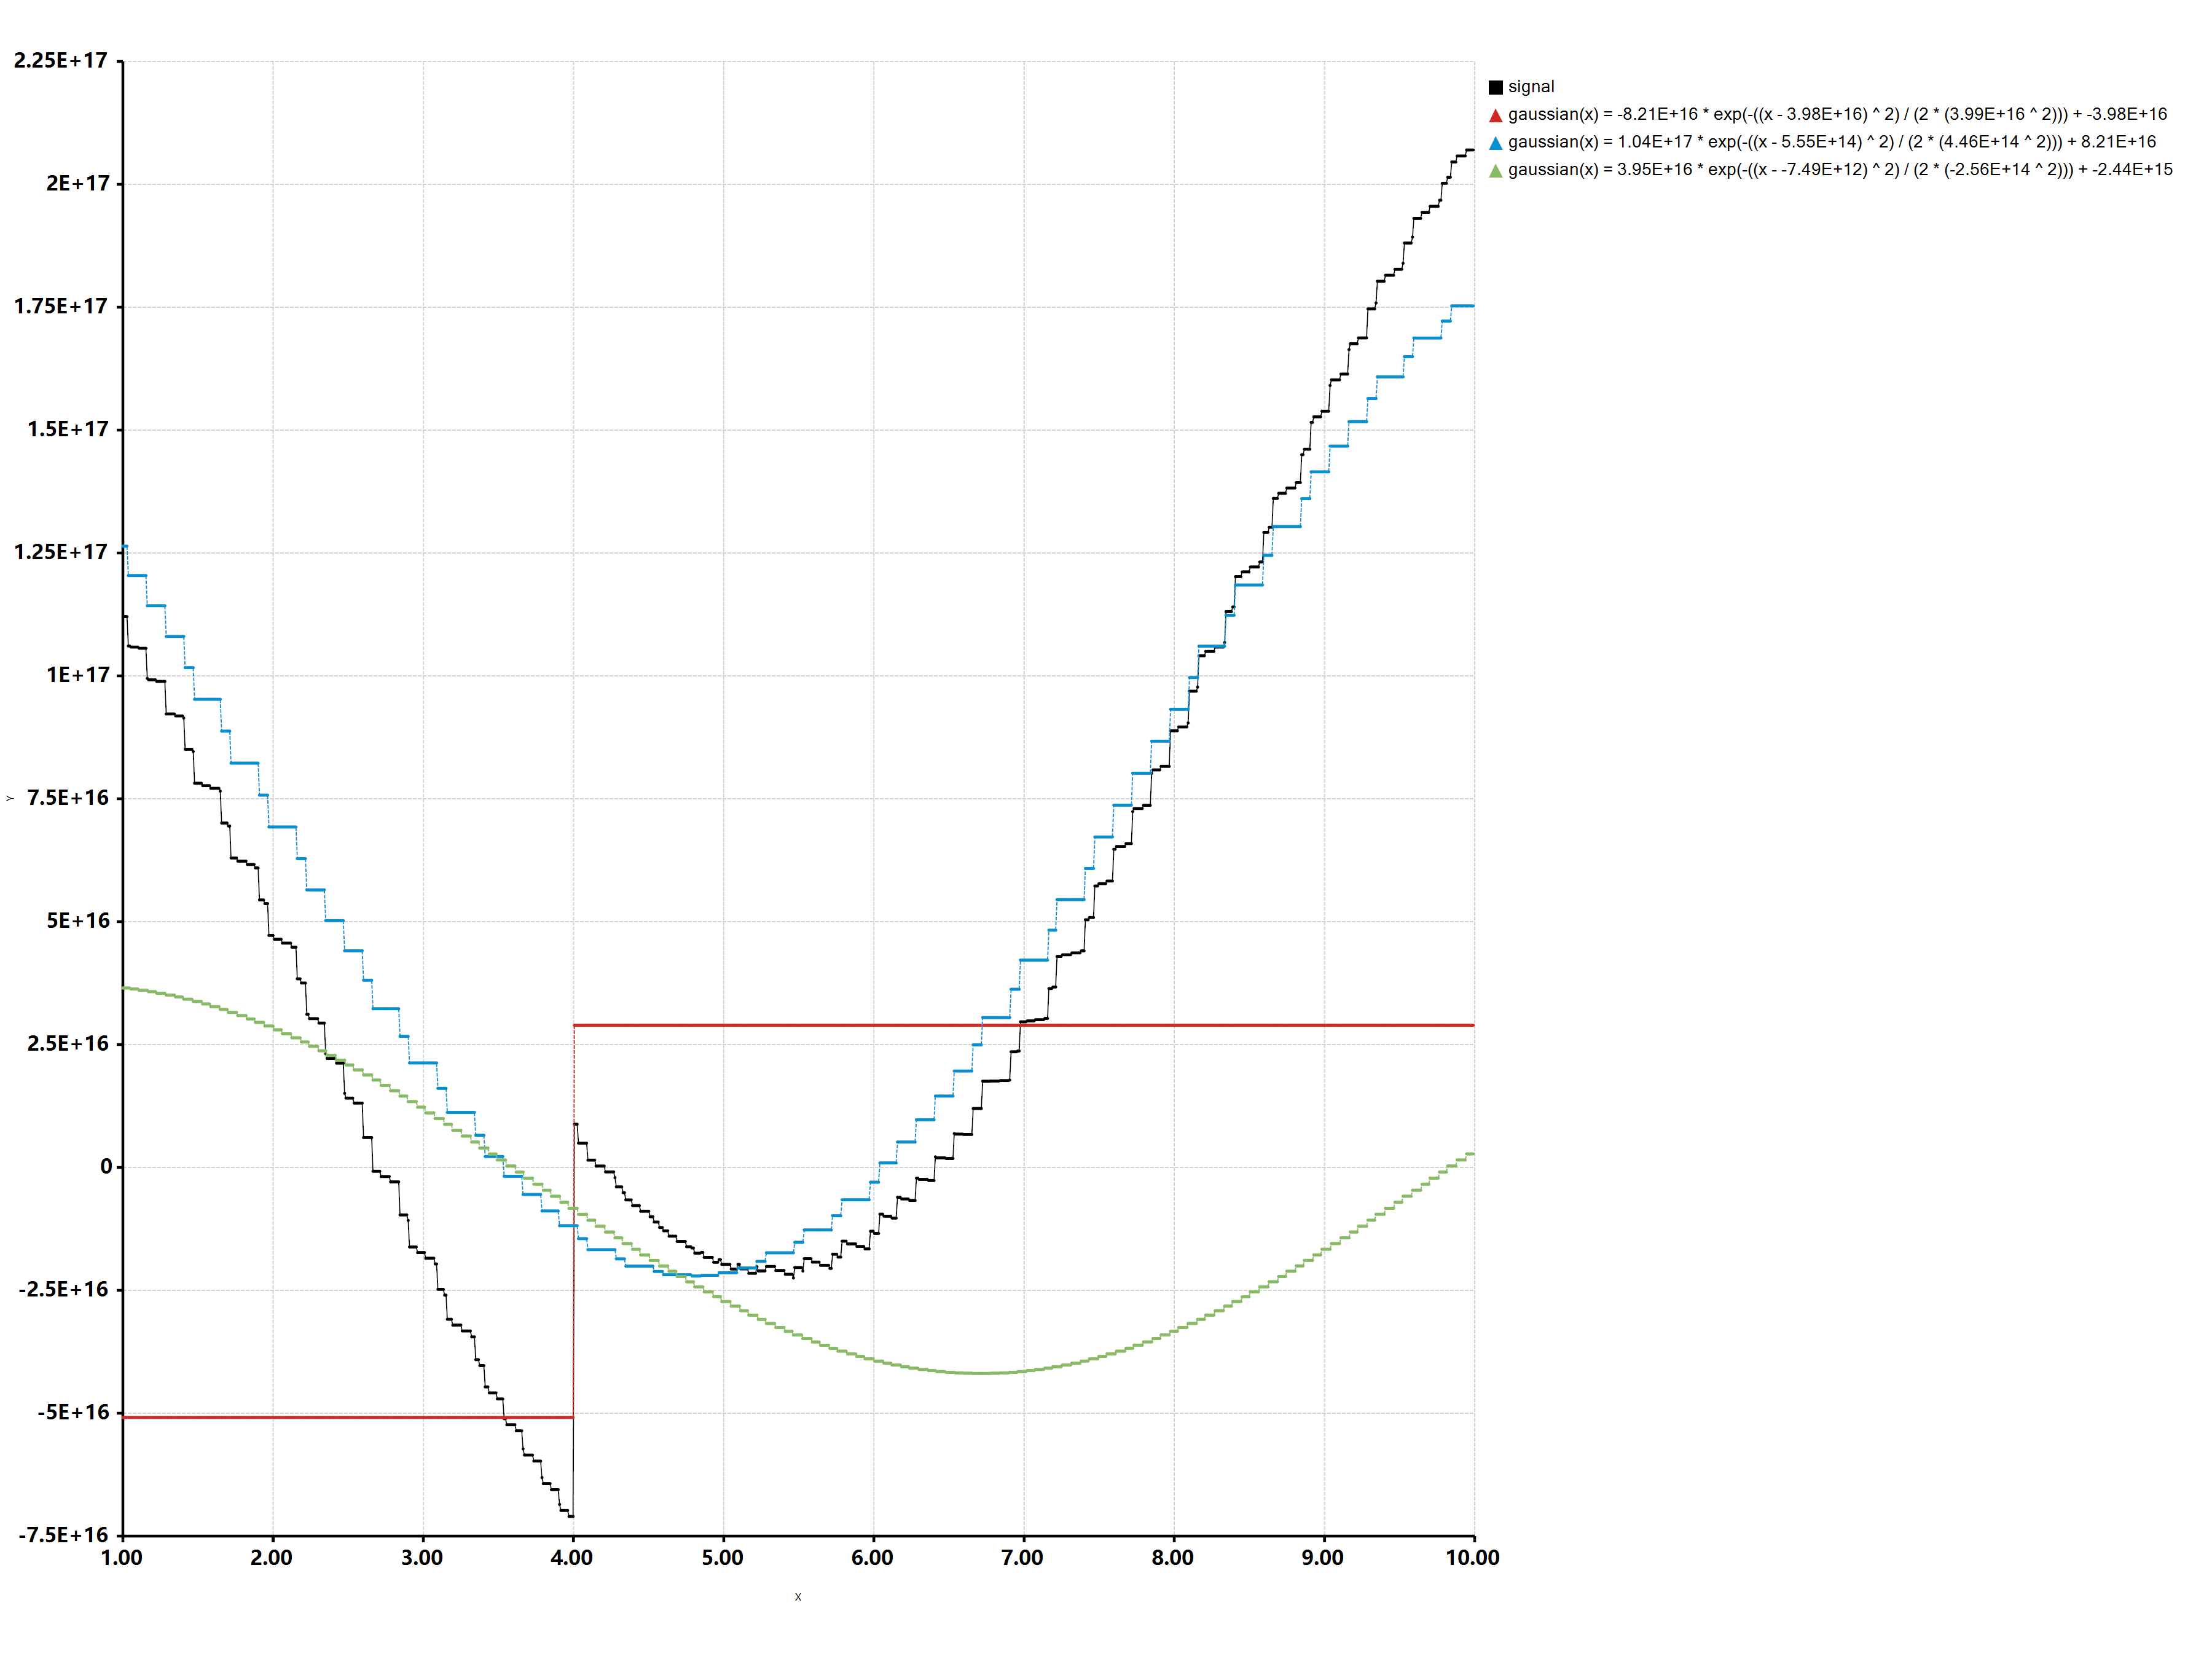 2.25E+17
2E+17
1.75E+17
1.5E+17
1.25E+17
1E+17
7.5E+16
5E+16
2.5E+16
0
-2.5E+16
-5E+16
-7.5E+16
Y
1.00 2.00 3.00 4.00 5.00 6.00 7.00 8.00 9.00 10.00
X
signal
gaussian(x) = -8.21E+16 * exp(-((x - 3.98E+16) ^ 2) / (2 * (3.99E+16 ^ 2))) + -3.98E+16
gaussian(x) = 1.04E+17 * exp(-((x - 5.55E+14) ^ 2) / (2 * (4.46E+14 ^ 2))) + 8.21E+16
gaussian(x) = 3.95E+16 * exp(-((x - -7.49E+12) ^ 2) / (2 * (-2.56E+14 ^ 2))) + -2.44E+15